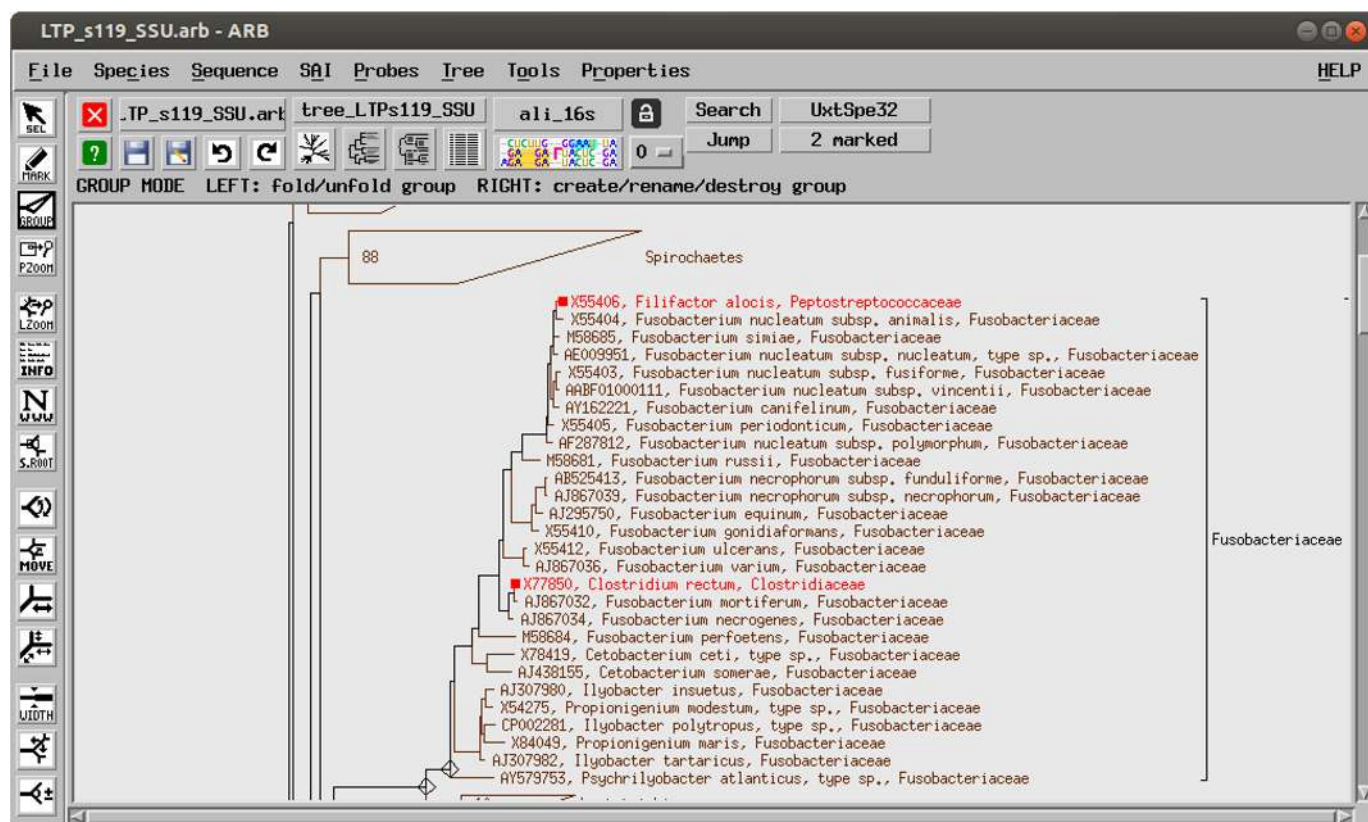 LTP_s119_SSU.arb - ARB
File Species Sequence SAI Probes Tree Tools Properties HELP
SEL
MARK
GROUP
PZOOM
LZOOM
INFO
N
WWW
S.ROOT
MOVE
WIDTH
.TP_s119_SSU.art tree_LTPs119_SSU ali_16s Search UxtSpe32
? 0 Jump 2 marked
GROUP MODE LEFT: fold/unfold group RIGHT: create/rename/destroy group
88 Spirochaetes
X55406, Filifactor alocis, Peptostreptococcaceae
X55404, Fusobacterium nucleatum subsp. animalis, Fusobacteriaceae
M58685, Fusobacterium simiae, Fusobacteriaceae
AE009951, Fusobacterium nucleatum subsp. nucleatum, type sp., Fusobacteriaceae
X55403, Fusobacterium nucleatum subsp. fusiforme, Fusobacteriaceae
AABF01000111, Fusobacterium nucleatum subsp. vincentii, Fusobacteriaceae
AY162221, Fusobacterium canifelinum, Fusobacteriaceae
X55405, Fusobacterium periodonticum, Fusobacteriaceae
AF287812, Fusobacterium nucleatum subsp. polymorphum, Fusobacteriaceae
M58681, Fusobacterium russii, Fusobacteriaceae
AB525413, Fusobacterium necrophorum subsp. funduliforme, Fusobacteriaceae
AJ867039, Fusobacterium necrophorum subsp. necrophorum, Fusobacteriaceae
AJ295750, Fusobacterium equinum, Fusobacteriaceae
X55410, Fusobacterium gonidiaformans, Fusobacteriaceae
X55412, Fusobacterium ulcerans, Fusobacteriaceae
AJ867036, Fusobacterium varium, Fusobacteriaceae
X77850, Clostridium rectum, Clostridiaceae
AJ867032, Fusobacterium mortiferum, Fusobacteriaceae
AJ867034, Fusobacterium necrogenes, Fusobacteriaceae
M58684, Fusobacterium perfoetens, Fusobacteriaceae
X78419, Cetobacterium ceti, type sp., Fusobacteriaceae
AJ438155, Cetobacterium somerae, Fusobacteriaceae
AJ307980, Ilyobacter insuetus, Fusobacteriaceae
X54275, Propionigenium modestum, type sp., Fusobacteriaceae
CP002281, Ilyobacter polytropus, type sp., Fusobacteriaceae
X84049, Propionigenium maris, Fusobacteriaceae
AJ307982, Ilyobacter tartaricus, Fusobacteriaceae
AY579753, Psychrilyobacter atlanticus, type sp., Fusobacteriaceae
Fusobacteriaceae